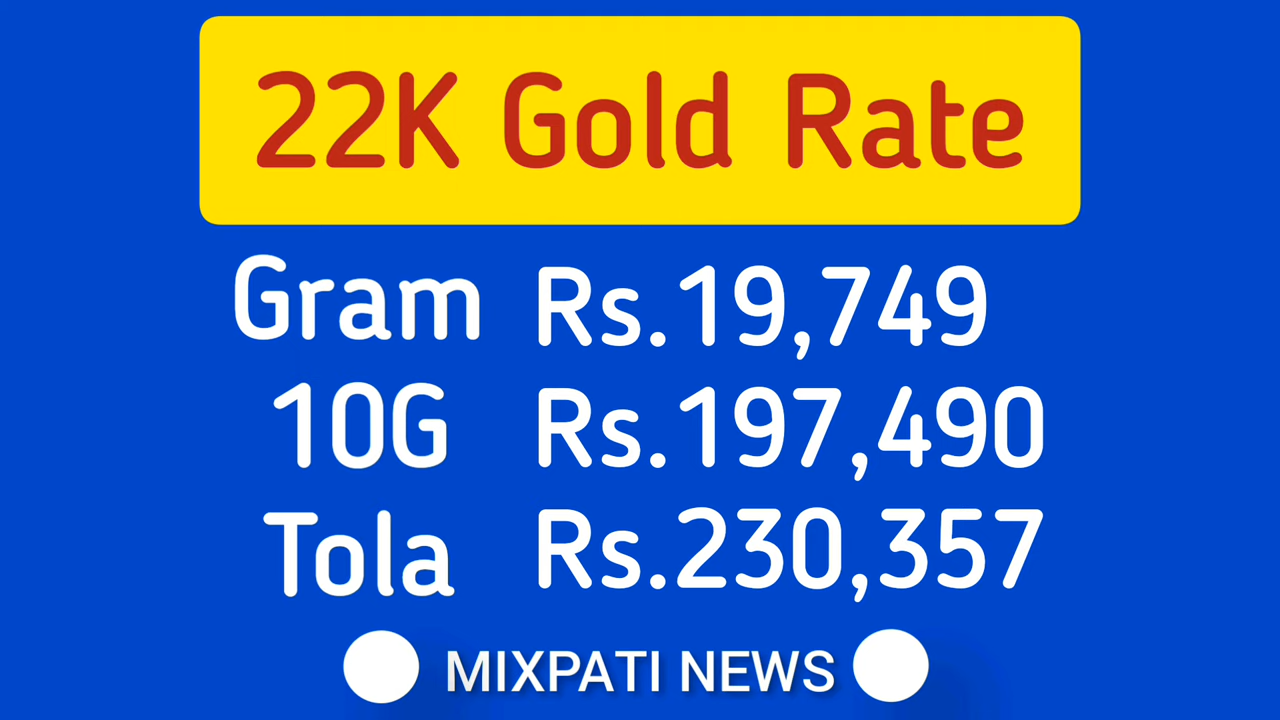 22K Gold Rate
Gram Rs.19,749
10G Rs.197,490
Tola Rs.230,357
MIXPATI NEWS